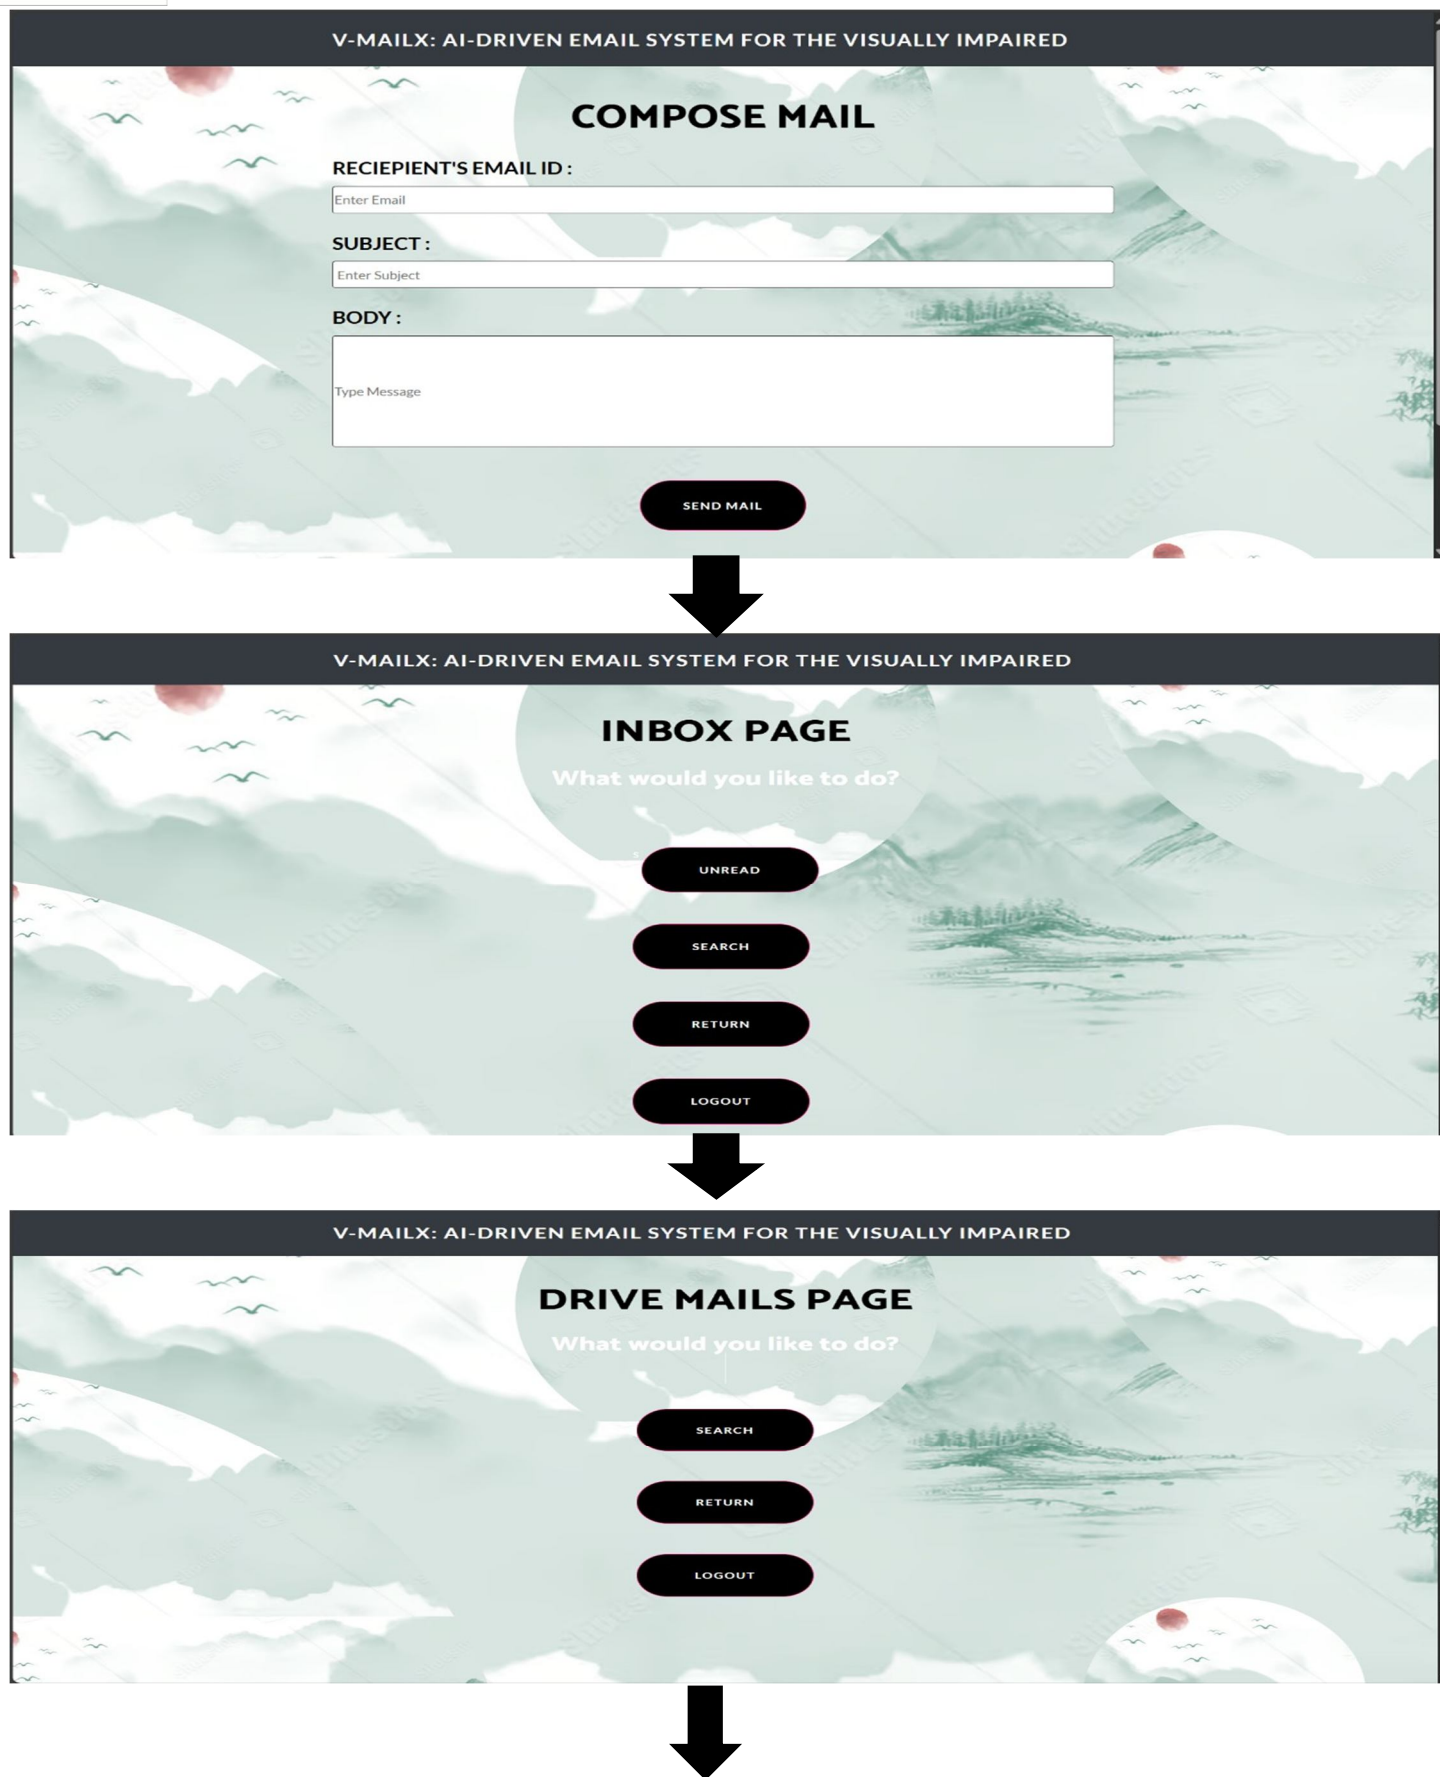 V-MAILX: AI-DRIVEN EMAIL SYSTEM FOR THE VISUALLY IMPAIRED
COMPOSE MAIL
RECIEPIENT'S EMAIL ID :
Enter Email
SUBJECT :
Enter Subject
BODY :
Type Message
SEND MAIL
V-MAILX: AI-DRIVEN EMAIL SYSTEM FOR THE VISUALLY IMPAIRED
INBOX PAGE
What would you like to do?
UNREAD
SEARCH
RETURN
LOGOUT
V-MAILX: AI-DRIVEN EMAIL SYSTEM FOR THE VISUALLY IMPAIRED
DRIVE MAILS PAGE
What would you like to do?
SEARCH
RETURN
LOGOUT